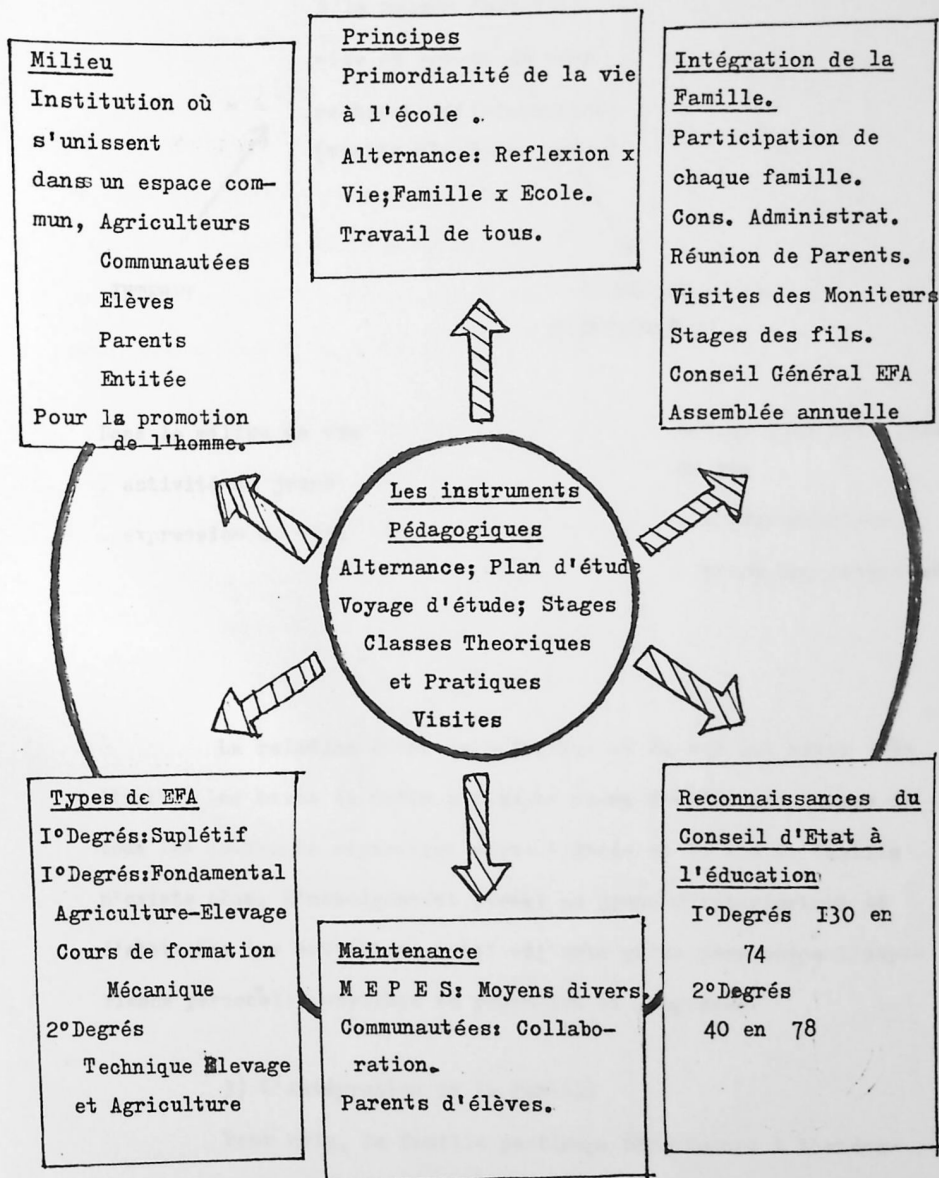 Milieu
Institution où
s'unissent
dans un espace com-
mun, Agriculteurs
Communautées
Elèves
Parents
Entitée
Pour la promotion
de l'homme.
Principes
Primordialité de la vie
à l'école .
Alternance: Reflexion x
Vie;Famille x Ecole.
Travail de tous.
Intégration de la
Famille.
Participation de
chaque famille.
Cons. Administrat.
Réunion de Parents.
Visites des Moniteurs
Stages des fils.
Conseil Général EFA
Assemblée annuelle
Les instruments
Pédagogiques
Alternance; Plan d'étude
Voyage d'étude; Stages
Classes Theoriques
et Pratiques
Visites
Types de EFA
I°Degrés:Suplétif
I°Degrés:Fondamental
Agriculture-Elevage
Cours de formation
Mécanique
2°Degrés
Technique Elevage
et Agriculture
Maintenance
M E P E S: Moyens divers.
Communautées: Collabo-
ration.
Parents d'élèves.
Reconnaissances du
Conseil d'Etat à
l'éducation
I°Degrés I30 en
74
2°Degrés
40 en 78